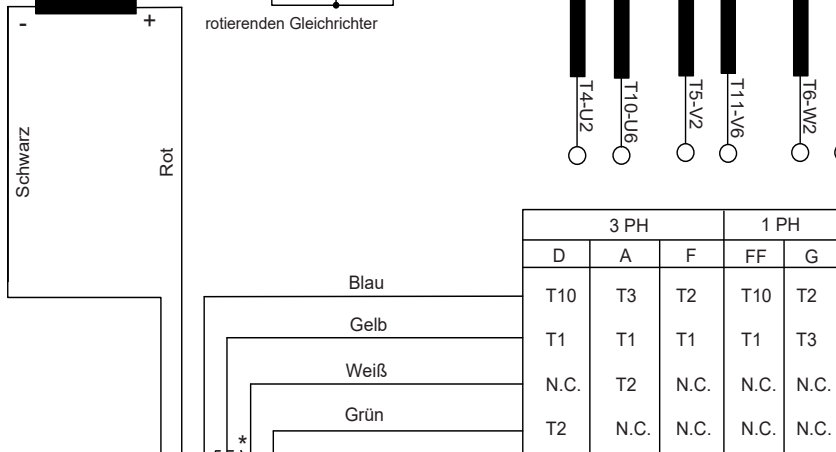 - +
rotierenden Gleichrichter
Schwarz
Rot
T4-U2
T10-U6
T5-V2
T11-V6
T6-W2
3 PH 1 PH
D A F FF G
Blau T10 T3 T2 T10 T2
Gelb T1 T1 T1 T1 T3
Weiß N.C. T2 N.C. N.C. N.C.
Grün T2 N.C. N.C. N.C. N.C.
*